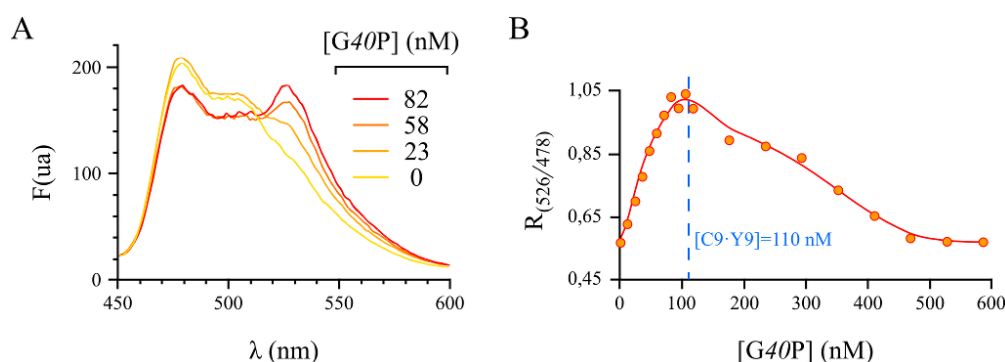 A
[G40P] (nM)
82
58
23
0
200
100
0
F(ua)
450
500
550
600
λ (nm)
B
1,05
0,85
0,65
0,45
R(526/478)
[C9·Y9]=110 nM
0
100
200
300
400
500
600
[G40P] (nM)